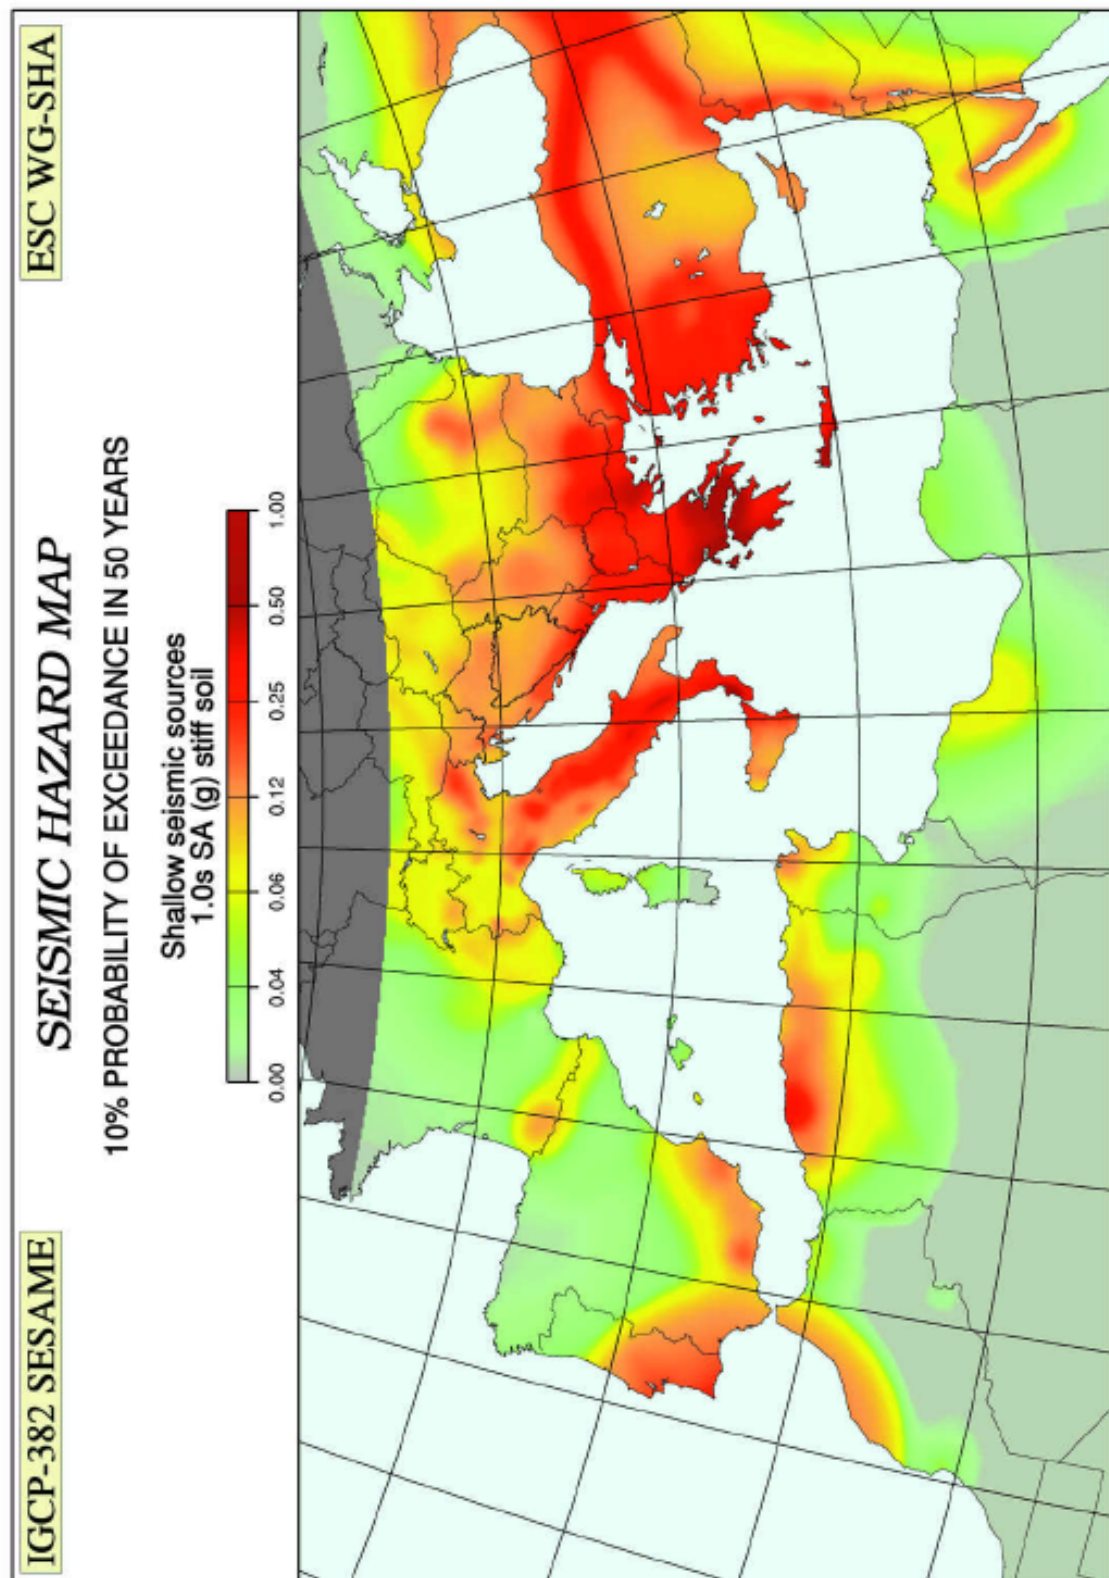 IGCP-382 SESAME
ESC WG-SHA
SEISMIC HAZARD MAP
10% PROBABILITY OF EXCEEDANCE IN 50 YEARS
Shallow seismic sources
1.0s SA (g) stiff soil
0.00 0.04 0.06 0.12 0.25 0.50 1.00